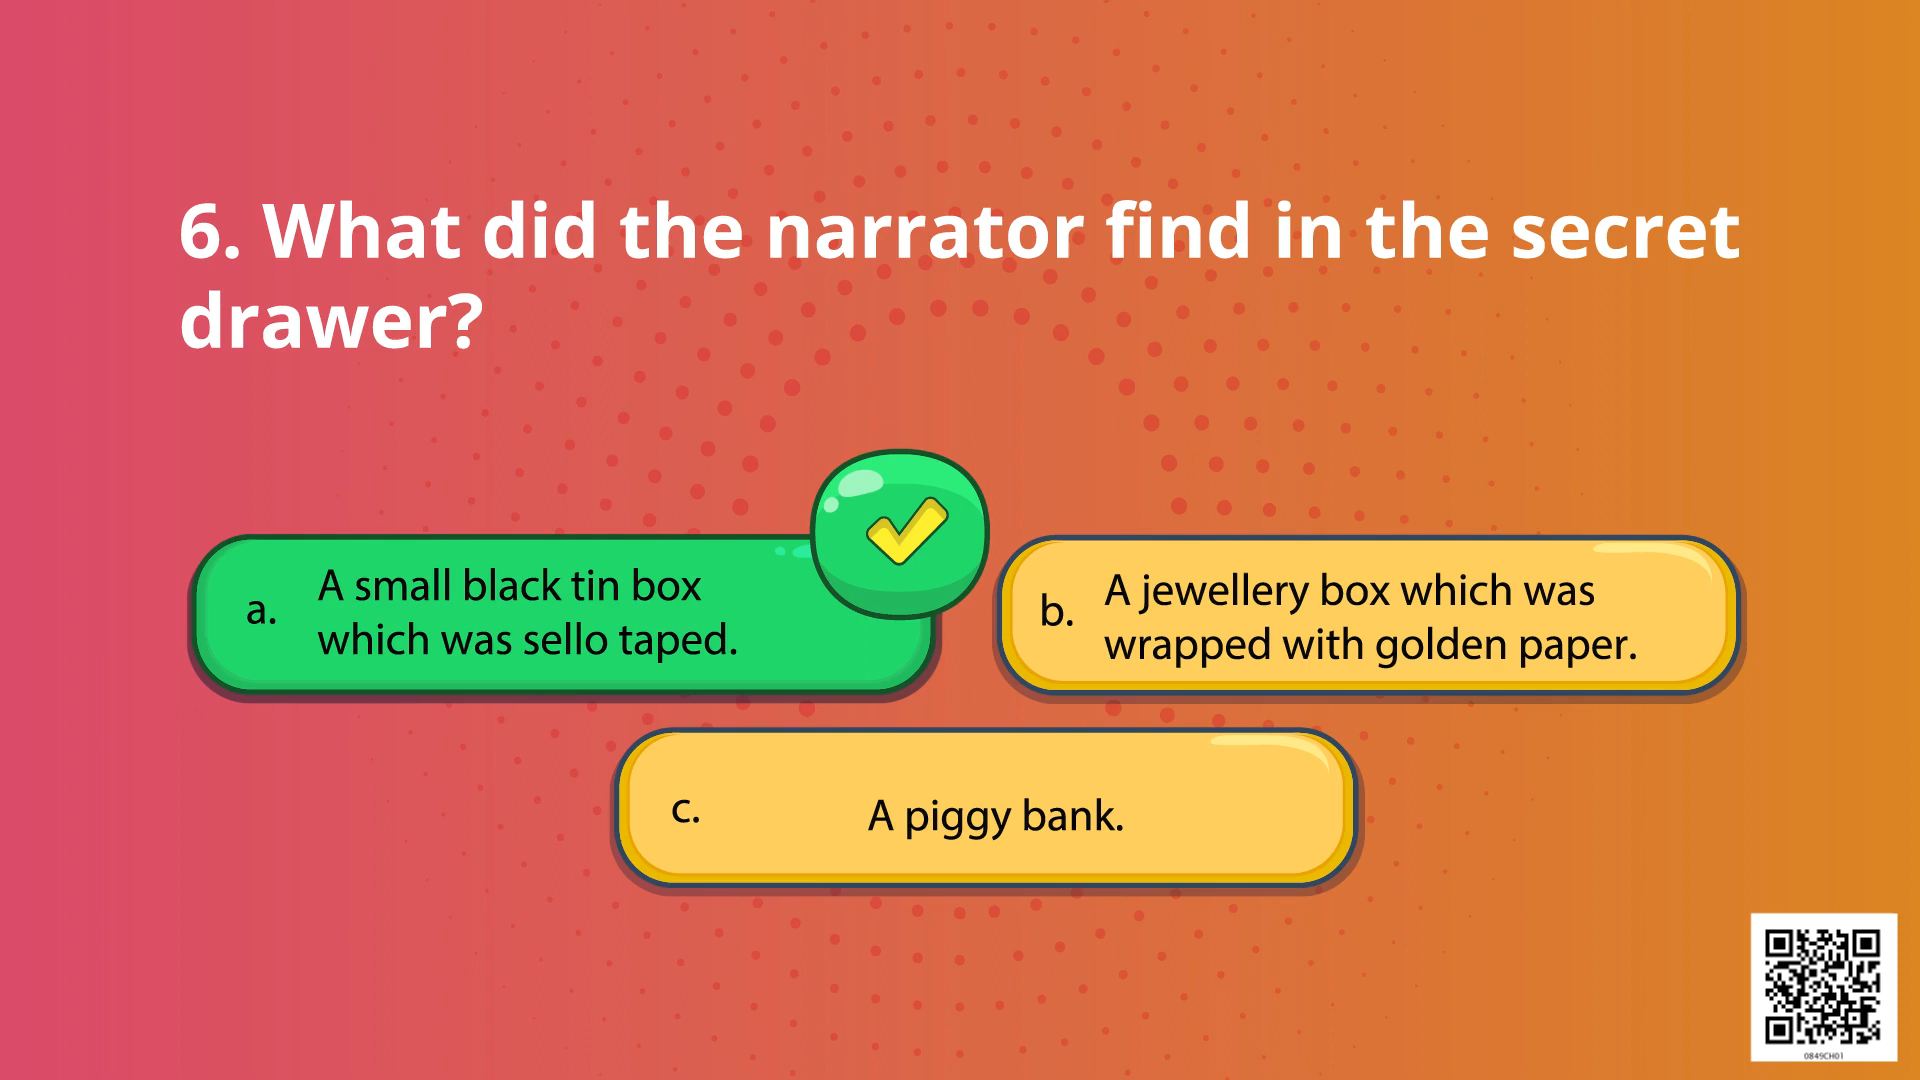 6. What did the narrator find in the secret
drawer?
a. A small black tin box
which was sello taped.
b. A jewellery box which was
wrapped with golden paper.
c. A piggy bank.
0849CH01